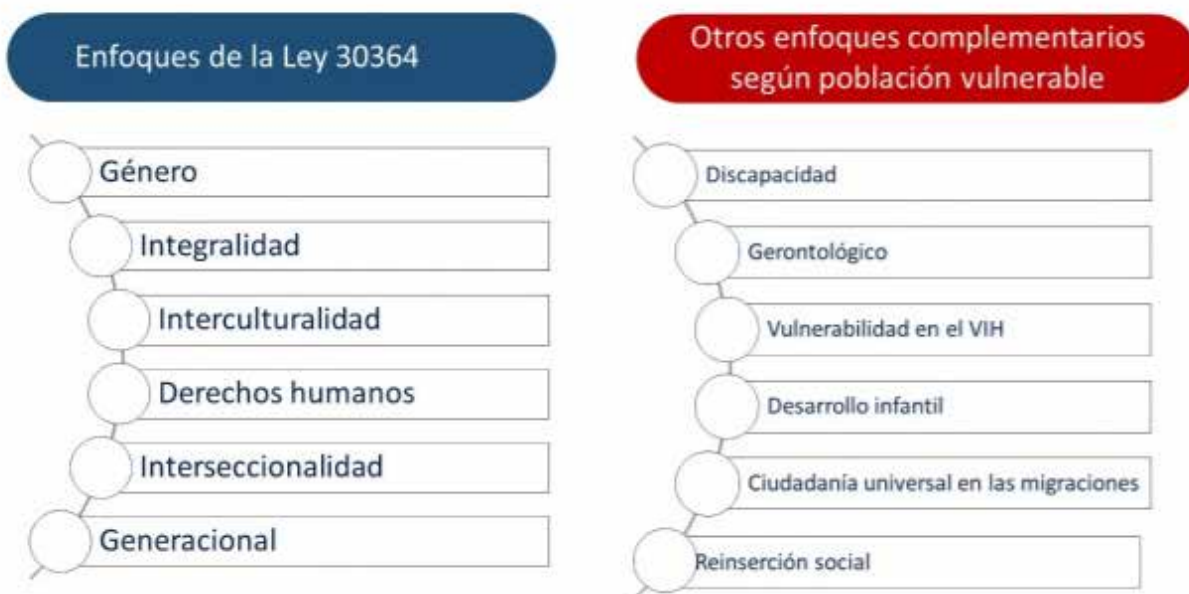 Enfoques de la Ley 30364
Género
Integralidad
Interculturalidad
Derechos humanos
Interseccionalidad
Generacional
Otros enfoques complementarios
según población vulnerable
Discapacidad
Gerontológico
Vulnerabilidad en el VIH
Desarrollo infantil
Ciudadanía universal en las migraciones
Reinserción social